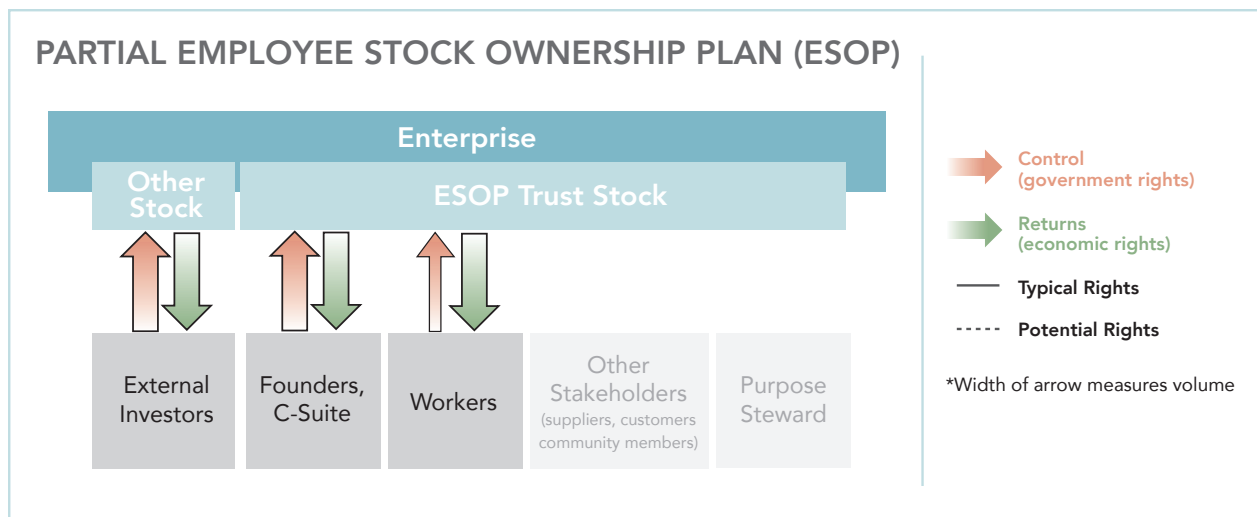 PARTIAL EMPLOYEE STOCK OWNERSHIP PLAN (ESOP)
Enterprise
Other
Stock
ESOP Trust Stock
External
Investors
Founders,
C-Suite
Workers
Other
Stakeholders
(suppliers, customers
community members)
Purpose
Steward
Control
(government rights)
Returns
(economic rights)
Typical Rights
Potential Rights
*Width of arrow measures volume